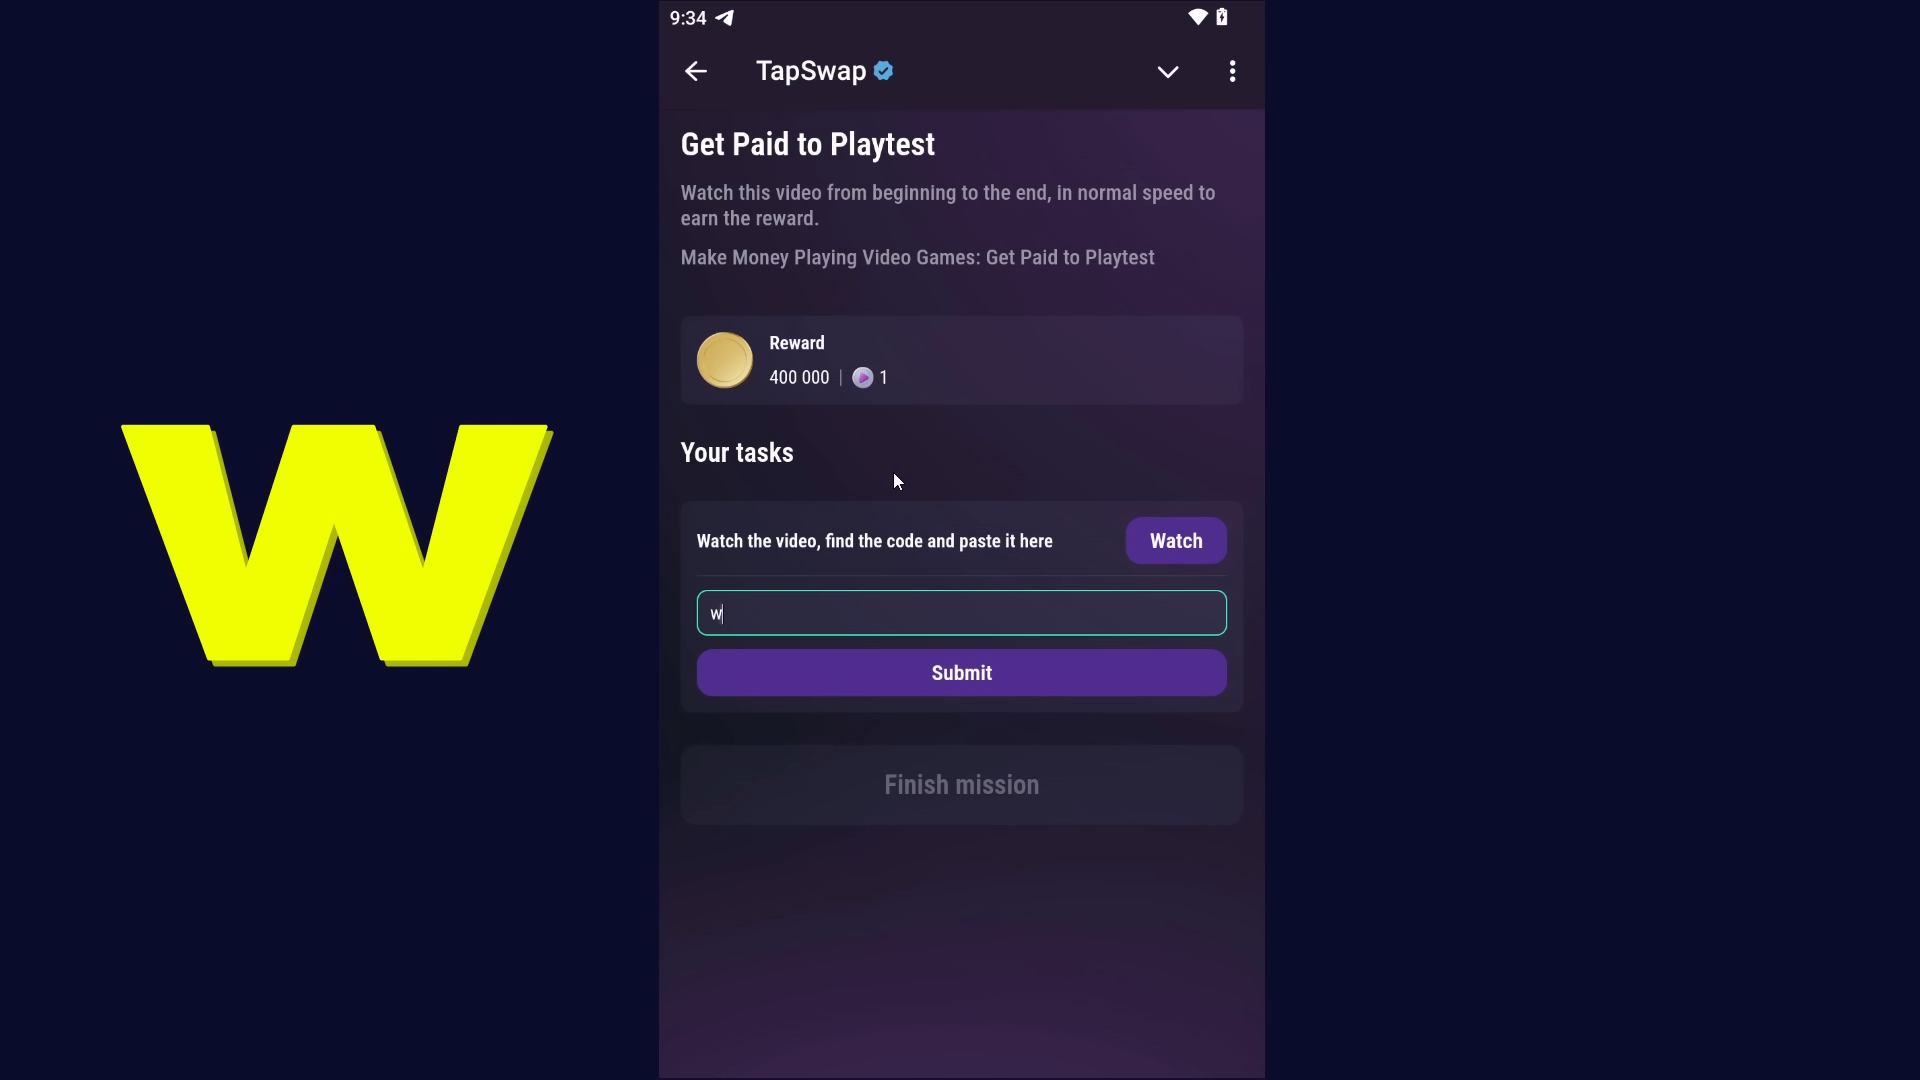 9:34
TapSwap
Get Paid to Playtest
Watch this video from beginning to the end, in normal speed to
earn the reward.
Make Money Playing Video Games: Get Paid to Playtest
Reward
400 000 | 1
Your tasks
W
Watch the video, find the code and paste it here
Watch
w
Submit
Finish mission